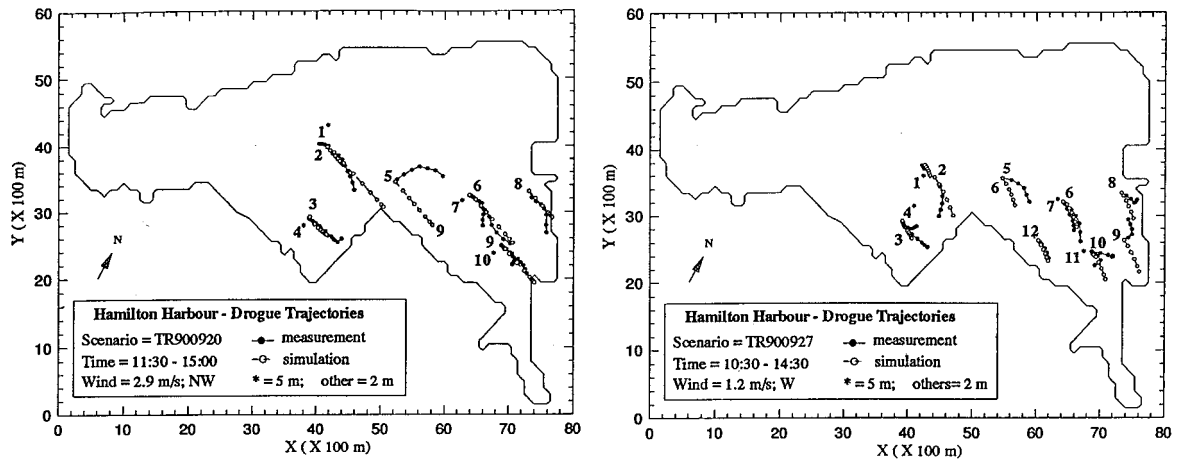 60
50
40
30
20
10
0
Y (X 100 m)
1
2
5
6
8
7
3
4
9
9
10
N
Hamilton Harbour - Drogue Trajectories
Scenario = TR900920 measurement
Time = 11:30 - 15:00 simulation
Wind = 2.9 m/s; NW * = 5 m; other = 2 m
0 10 20 30 40 50 60 70 80
X ( X 100 m)
60
50
40
30
20
10
0
Y (X 100 m)
1
2
5
6
6
8
7
4
3
12
9
10
11
N
Hamilton Harbour - Drogue Trajectories
Scenario = TR900927 measurement
Time = 10:30 - 14:30 simulation
Wind = 1.2 m/s; W * = 5 m; others= 2 m
0 10 20 30 40 50 60 70 80
X ( X 100 m)